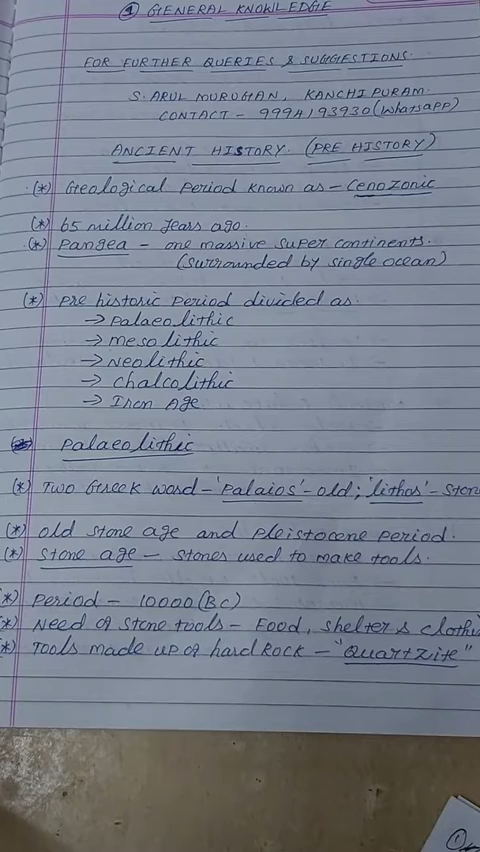 ① GENERAL KNOWLEDGE
FOR FURTHER QUERIES & SUGGESTIONS.
S. ARUL MURUGAN, KANCHIPURAM.
CONTACT - 9994193930 (WhatsAPP)
ANCIENT HISTORY. (PRE HISTORY)
(*) Geological Period known as - Cenozonic
(*) 65 million years ago.
(*) Pangea - one massive super continents.
(surrounded by single ocean)
(*) Pre historic Period divided as.
→ Palaeolithic
→ mesolithic
→ Neolithic
→ Chalcolithic
→ Iron Age.
Palaeolithic
(*) Two Greek word - 'Palaios' - old; 'lithos' - Ston
(*) Old stone age and Pleistocene Period.
(*) Stone age - Stones used to make tools.
(*) Period - 10000 (BC)
(*) Need of stone tools - Food, Shelter & clothi
(*) Tools made up of hard Rock - "Quartzite"
①